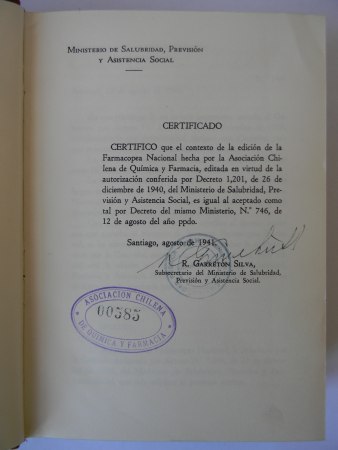 MINISTERIO DE SALUBRIDAD, PREVISIÓN
Y ASISTENCIA SOCIAL
CERTIFICADO
CERTIFICO que el contexto de la edición de la
Farmacopea Nacional hecha por la Asociación Chi-
lena de Química y Farmacia, editada en virtud de la
autorización conferida por Decreto 1,201, de 26 de
diciembre de 1940, del Ministerio de Salubridad, Pre-
visión y Asistencia Social, es igual al aceptado como
tal por Decreto del mismo Ministerio, N.º 746, de
12 de agosto del año ppdo.
Santiago, agosto de 1941.
R. GARRETÓN SILVA,
Subsecretario del Ministerio de Salubridad,
Previsión y Asistencia Social.
ASOCIACION CHILENA
00385
DE QUIMICA Y FARMACIA